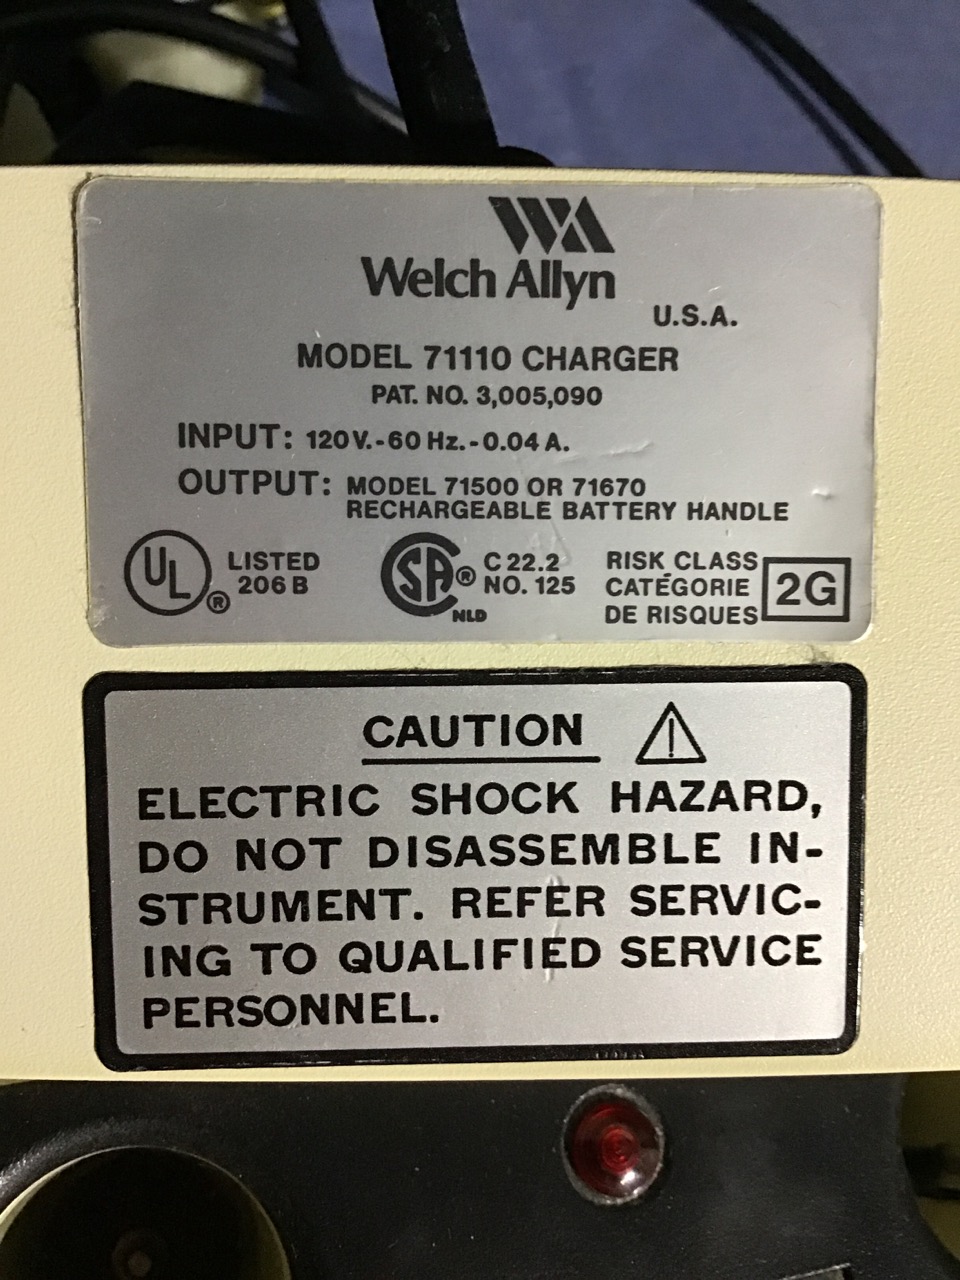 WA
Welch Allyn
U.S.A.
MODEL 71110 CHARGER
PAT. NO. 3,005,090
INPUT: 120V.-60 Hz.-0.04 A.
OUTPUT: MODEL 71500 OR 71670
RECHARGEABLE BATTERY HANDLE
UL ® LISTED
206 B
SA ® NLD
C 22.2
NO. 125
RISK CLASS
CATÉGORIE
DE RISQUES
2G
CAUTION
ELECTRIC SHOCK HAZARD,
DO NOT DISASSEMBLE IN-
STRUMENT. REFER SERVIC-
ING TO QUALIFIED SERVICE
PERSONNEL.